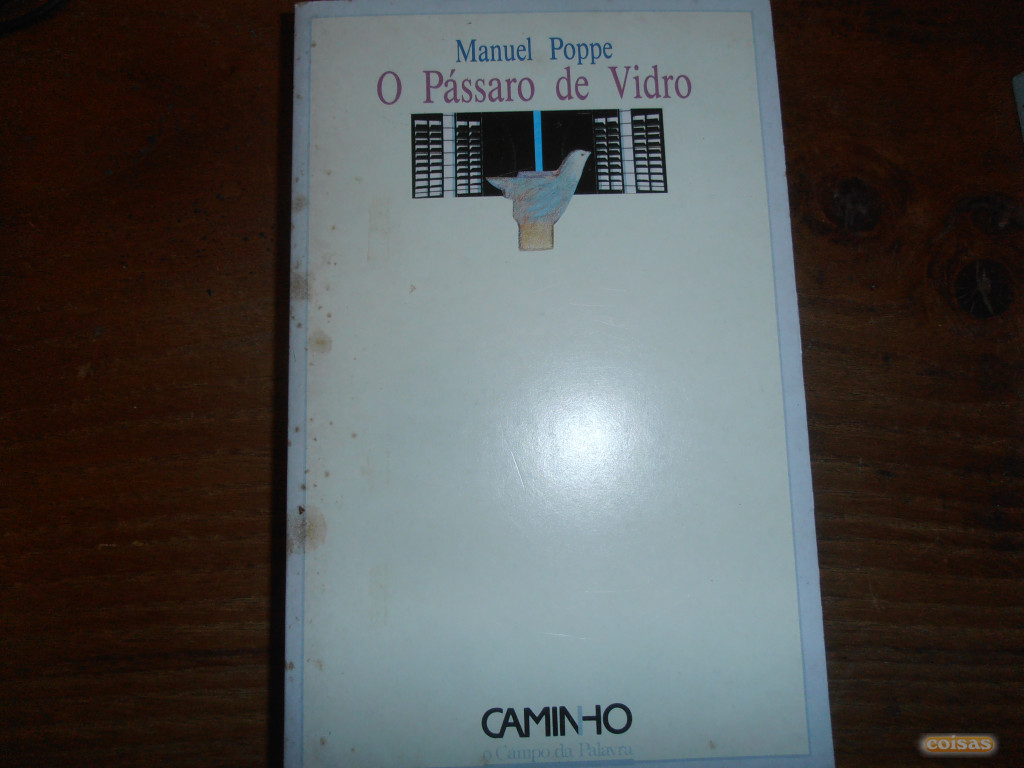 Manuel Poppe
O Pássaro de Vidro
CAMINHO
o Campo da Palavra
coisas